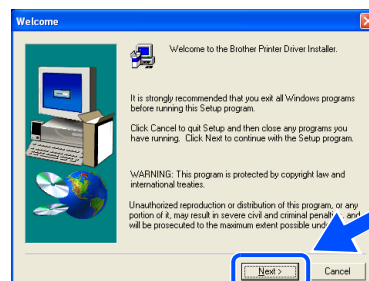 Welcome
Welcome to the Brother Printer Driver Installer.
It is strongly recommended that you exit all Windows programs
before running this Setup program.
Click Cancel to quit Setup and then close any programs you
have running. Click Next to continue with the Setup program.
WARNING: This program is protected by copyright law and
international treaties.
Unauthorized reproduction or distribution of this program, or any
portion of it, may result in severe civil and criminal penalties, and
will be prosecuted to the maximum extent possible
Next >
Cancel